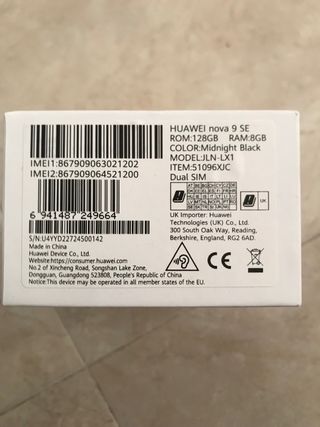 HUAWEI nova 9 SE
ROM:128GB RAM:8GB
COLOR:Midnight Black
MODEL:JLN-LX1
ITEM:51096XJC
Dual SIM
IMEI1:867909063021202
IMEI2:867909064521200
6 941487 249664
UK
UK Importer: Huawei
Technologies (UK) Co., Ltd.
300 South Oak Way, Reading,
Berkshire, England, RG2 6AD.
S/N:U4YYD22724500142
Made in China
Huawei Device Co., Ltd.
Website:https://consumer.huawei.com
No.2 of Xincheng Road, Songshan Lake Zone,
Dongguan, Guangdong 523808, People's Republic of China
Notice:This device may be operated in all member states of the EU.
CE